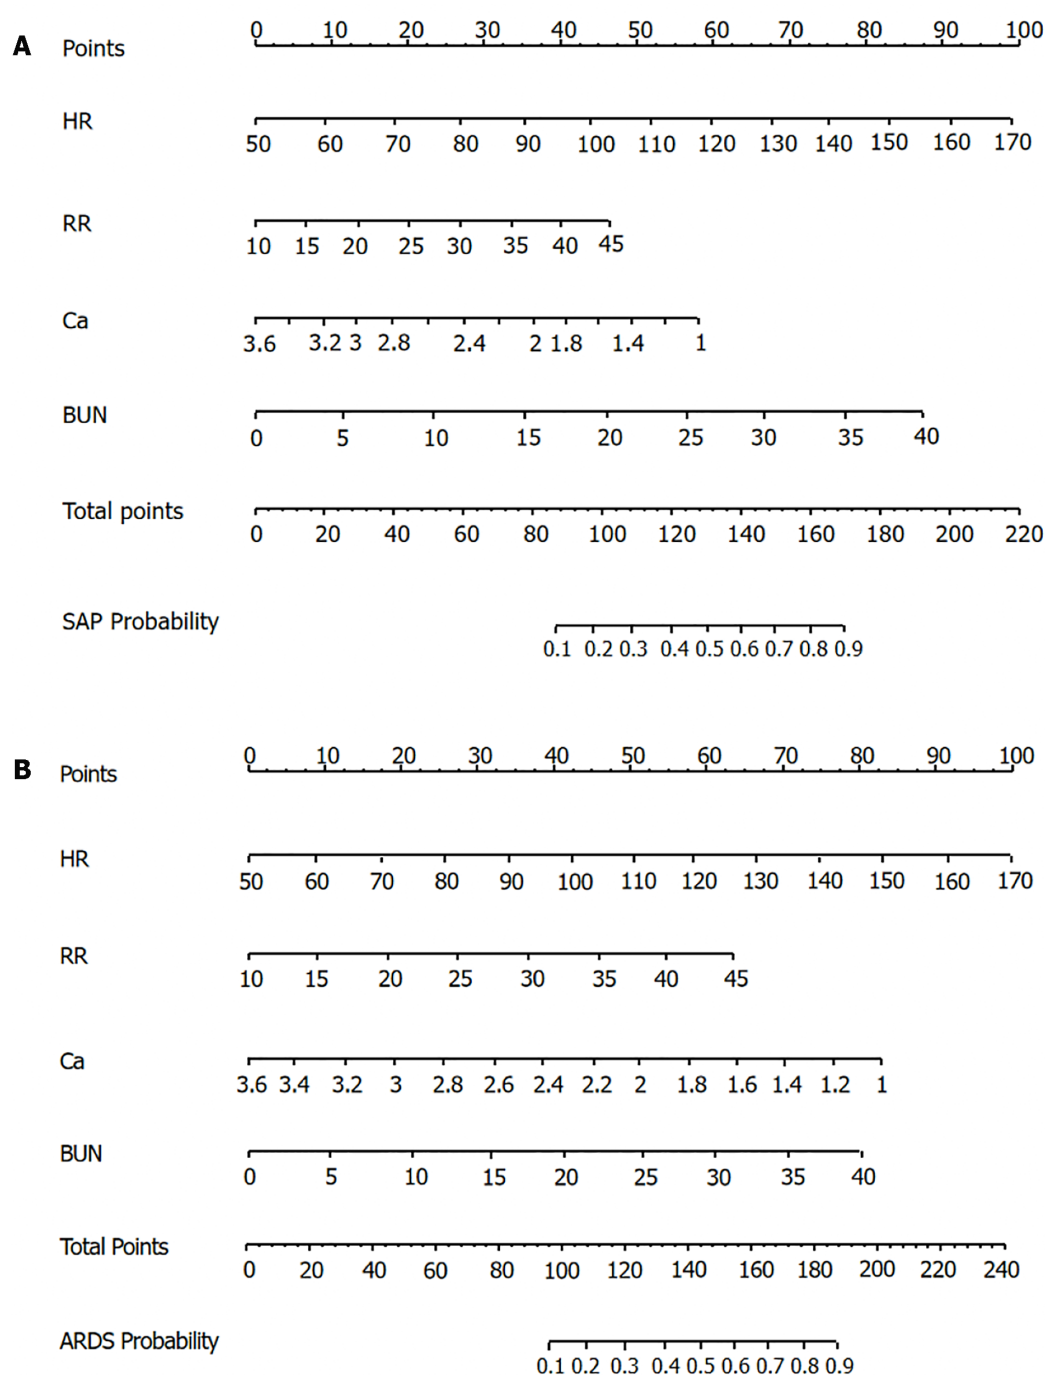 0 10 20 30 40 50 60 70 80 90 100
A Points
HR
50 60 70 80 90 100 110 120 130 140 150 160 170
RR
10 15 20 25 30 35 40 45
Ca
3.6 3.2 3 2.8 2.4 2 1.8 1.4 1
BUN
0 5 10 15 20 25 30 35 40
Total points
0 20 40 60 80 100 120 140 160 180 200 220
SAP Probability
0.1 0.2 0.3 0.4 0.5 0.6 0.7 0.8 0.9
0 10 20 30 40 50 60 70 80 90 100
B Points
HR
50 60 70 80 90 100 110 120 130 140 150 160 170
RR
10 15 20 25 30 35 40 45
Ca
3.6 3.4 3.2 3 2.8 2.6 2.4 2.2 2 1.8 1.6 1.4 1.2 1
BUN
0 5 10 15 20 25 30 35 40
Total Points
0 20 40 60 80 100 120 140 160 180 200 220 240
ARDS Probability
0.1 0.2 0.3 0.4 0.5 0.6 0.7 0.8 0.9